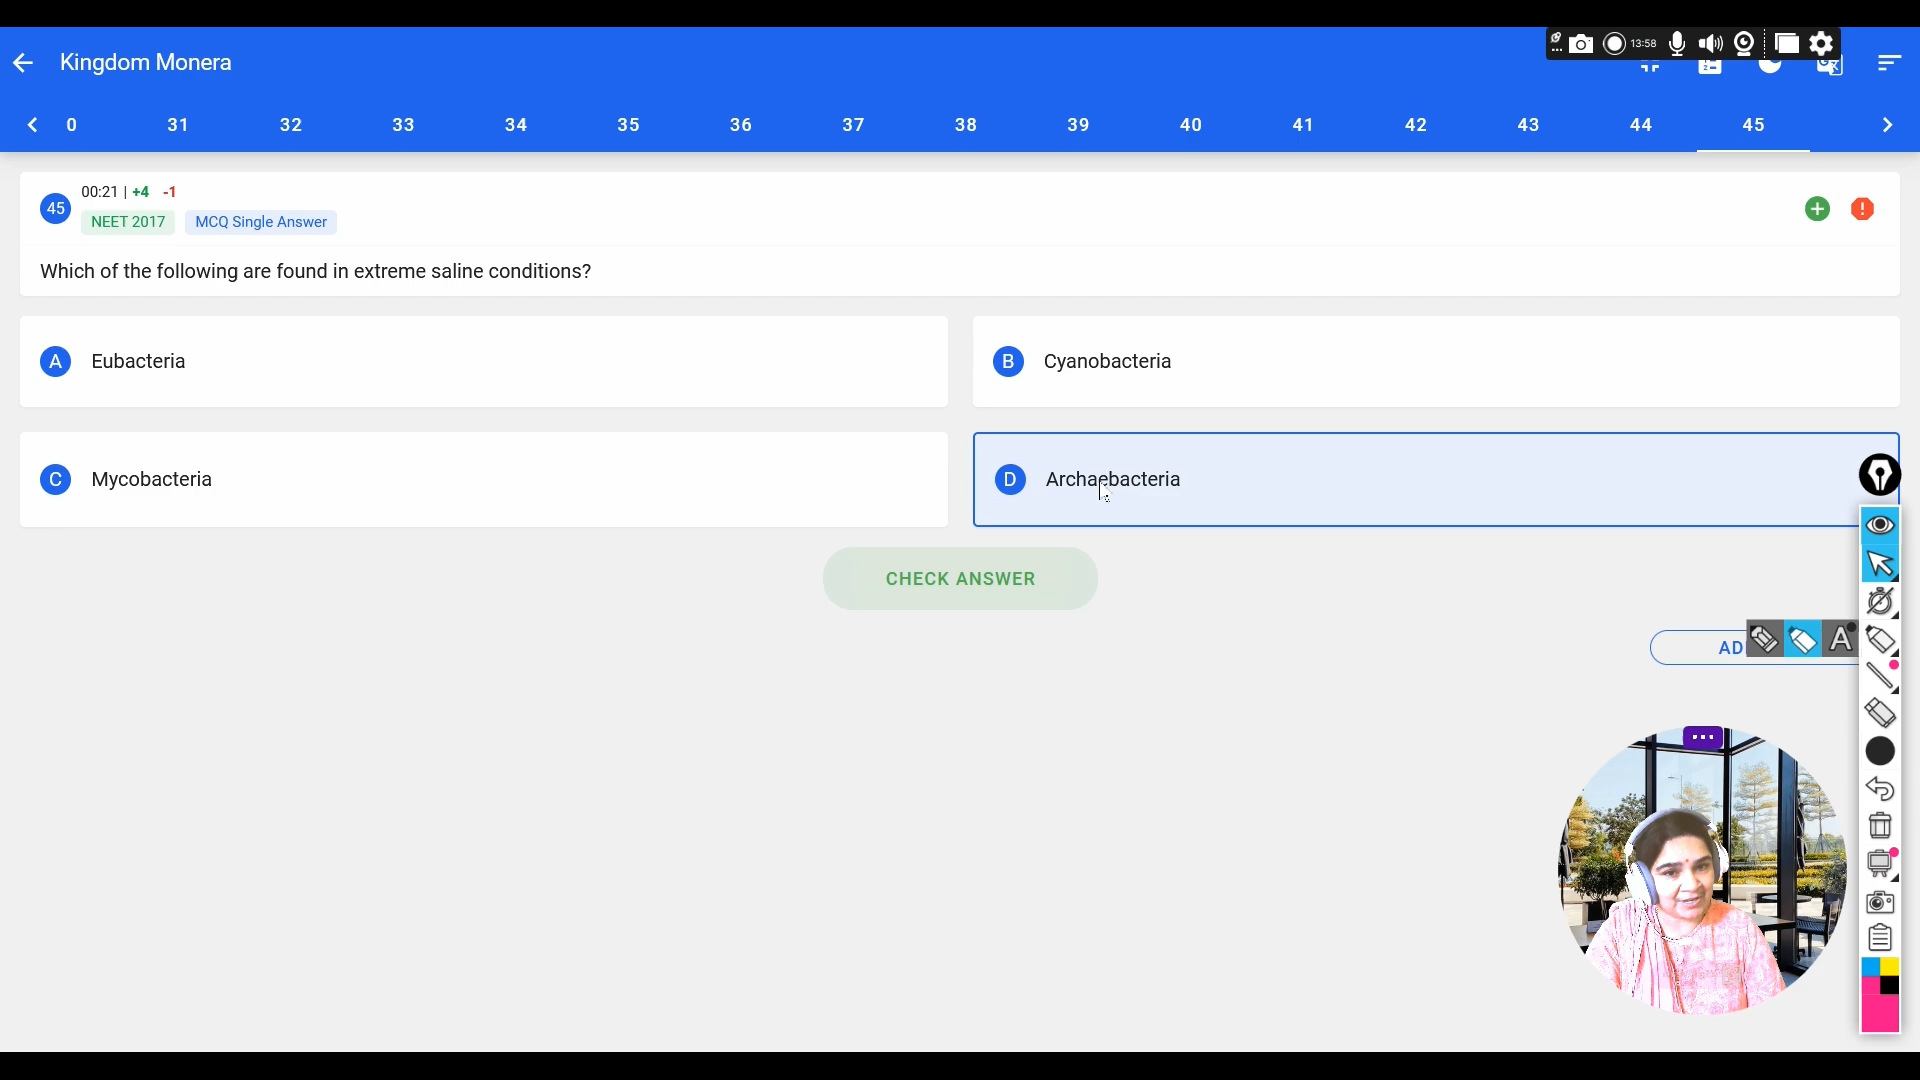 13:58
Kingdom Monera
0 31 32 33 34 35 36 37 38 39 40 41 42 43 44 45
45
00:21 | +4 -1
NEET 2017 MCQ Single Answer
Which of the following are found in extreme saline conditions?
A Eubacteria
B Cyanobacteria
C Mycobacteria
D Archaebacteria
CHECK ANSWER
AD
A